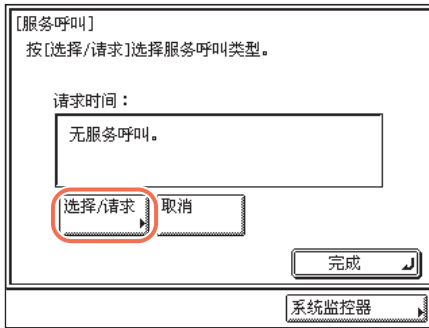 [服务呼叫]
按[选择/请求]选择服务呼叫类型。
请求时间：
无服务呼叫。
选择/请求
取消
完成
系统监控器